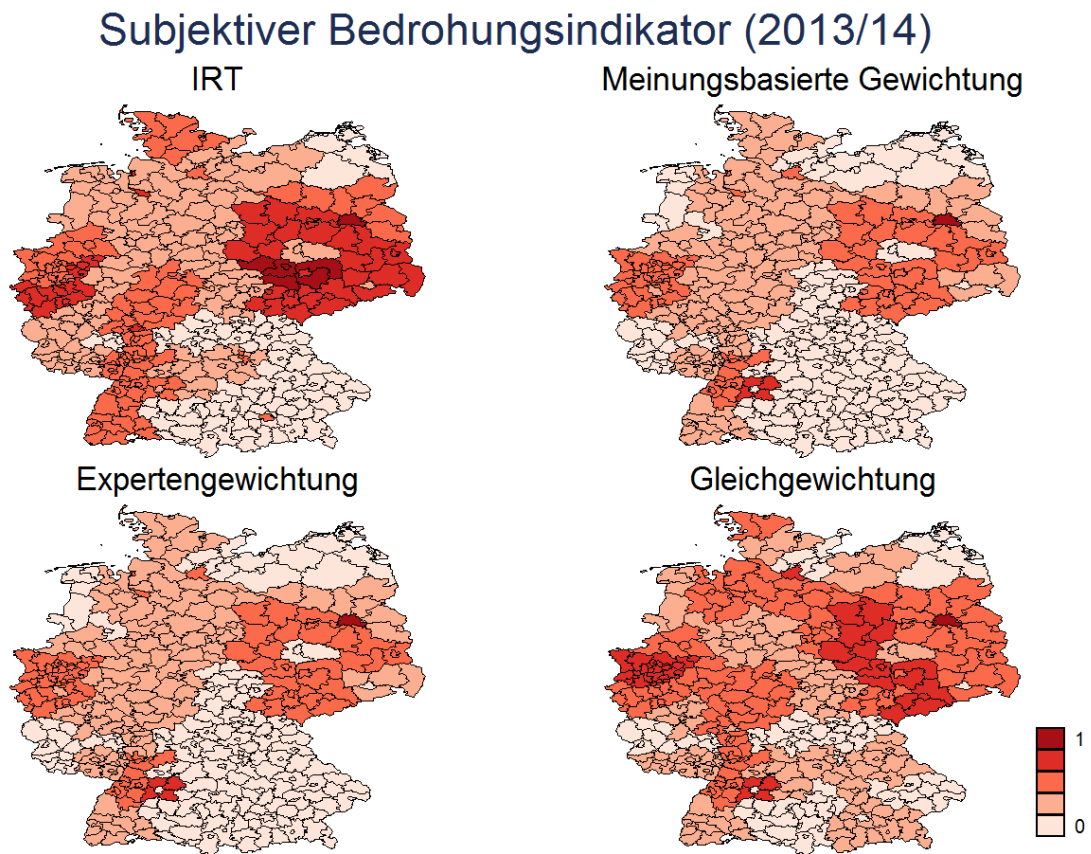 Subjektiver Bedrohungsindikator (2013/14)
IRT
Meinungsbasierte Gewichtung
Expertengewichtung
Gleichgewichtung
1
0